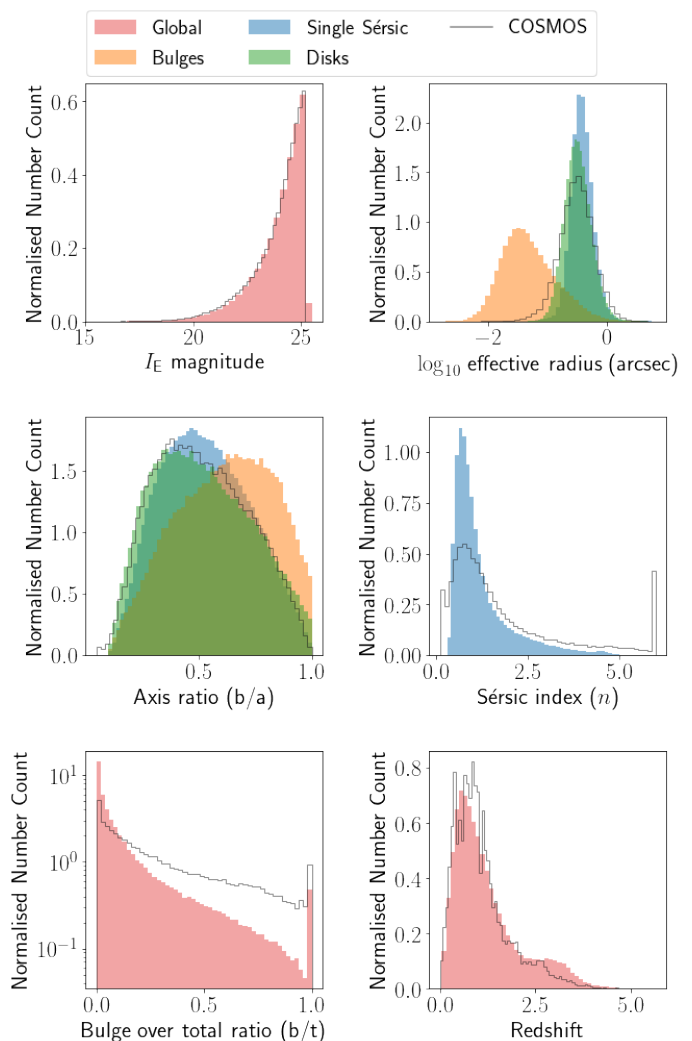 Global Single Sérsic COSMOS
Bulges Disks
Normalised Number Count
0.6
0.4
0.2
0.0
15 20 25
I_E magnitude
Normalised Number Count
2.0
1.5
1.0
0.5
0.0
−2 0
log₁₀ effective radius (arcsec)
Normalised Number Count
1.5
1.0
0.5
0.0
0.5 1.0
Axis ratio (b/a)
Normalised Number Count
1.00
0.75
0.50
0.25
0.00
0.0 2.5 5.0
Sérsic index (n)
Normalised Number Count
10¹
10⁰
10⁻¹
0.0 0.5 1.0
Bulge over total ratio (b/t)
Normalised Number Count
0.8
0.6
0.4
0.2
0.0
0.0 2.5 5.0
Redshift